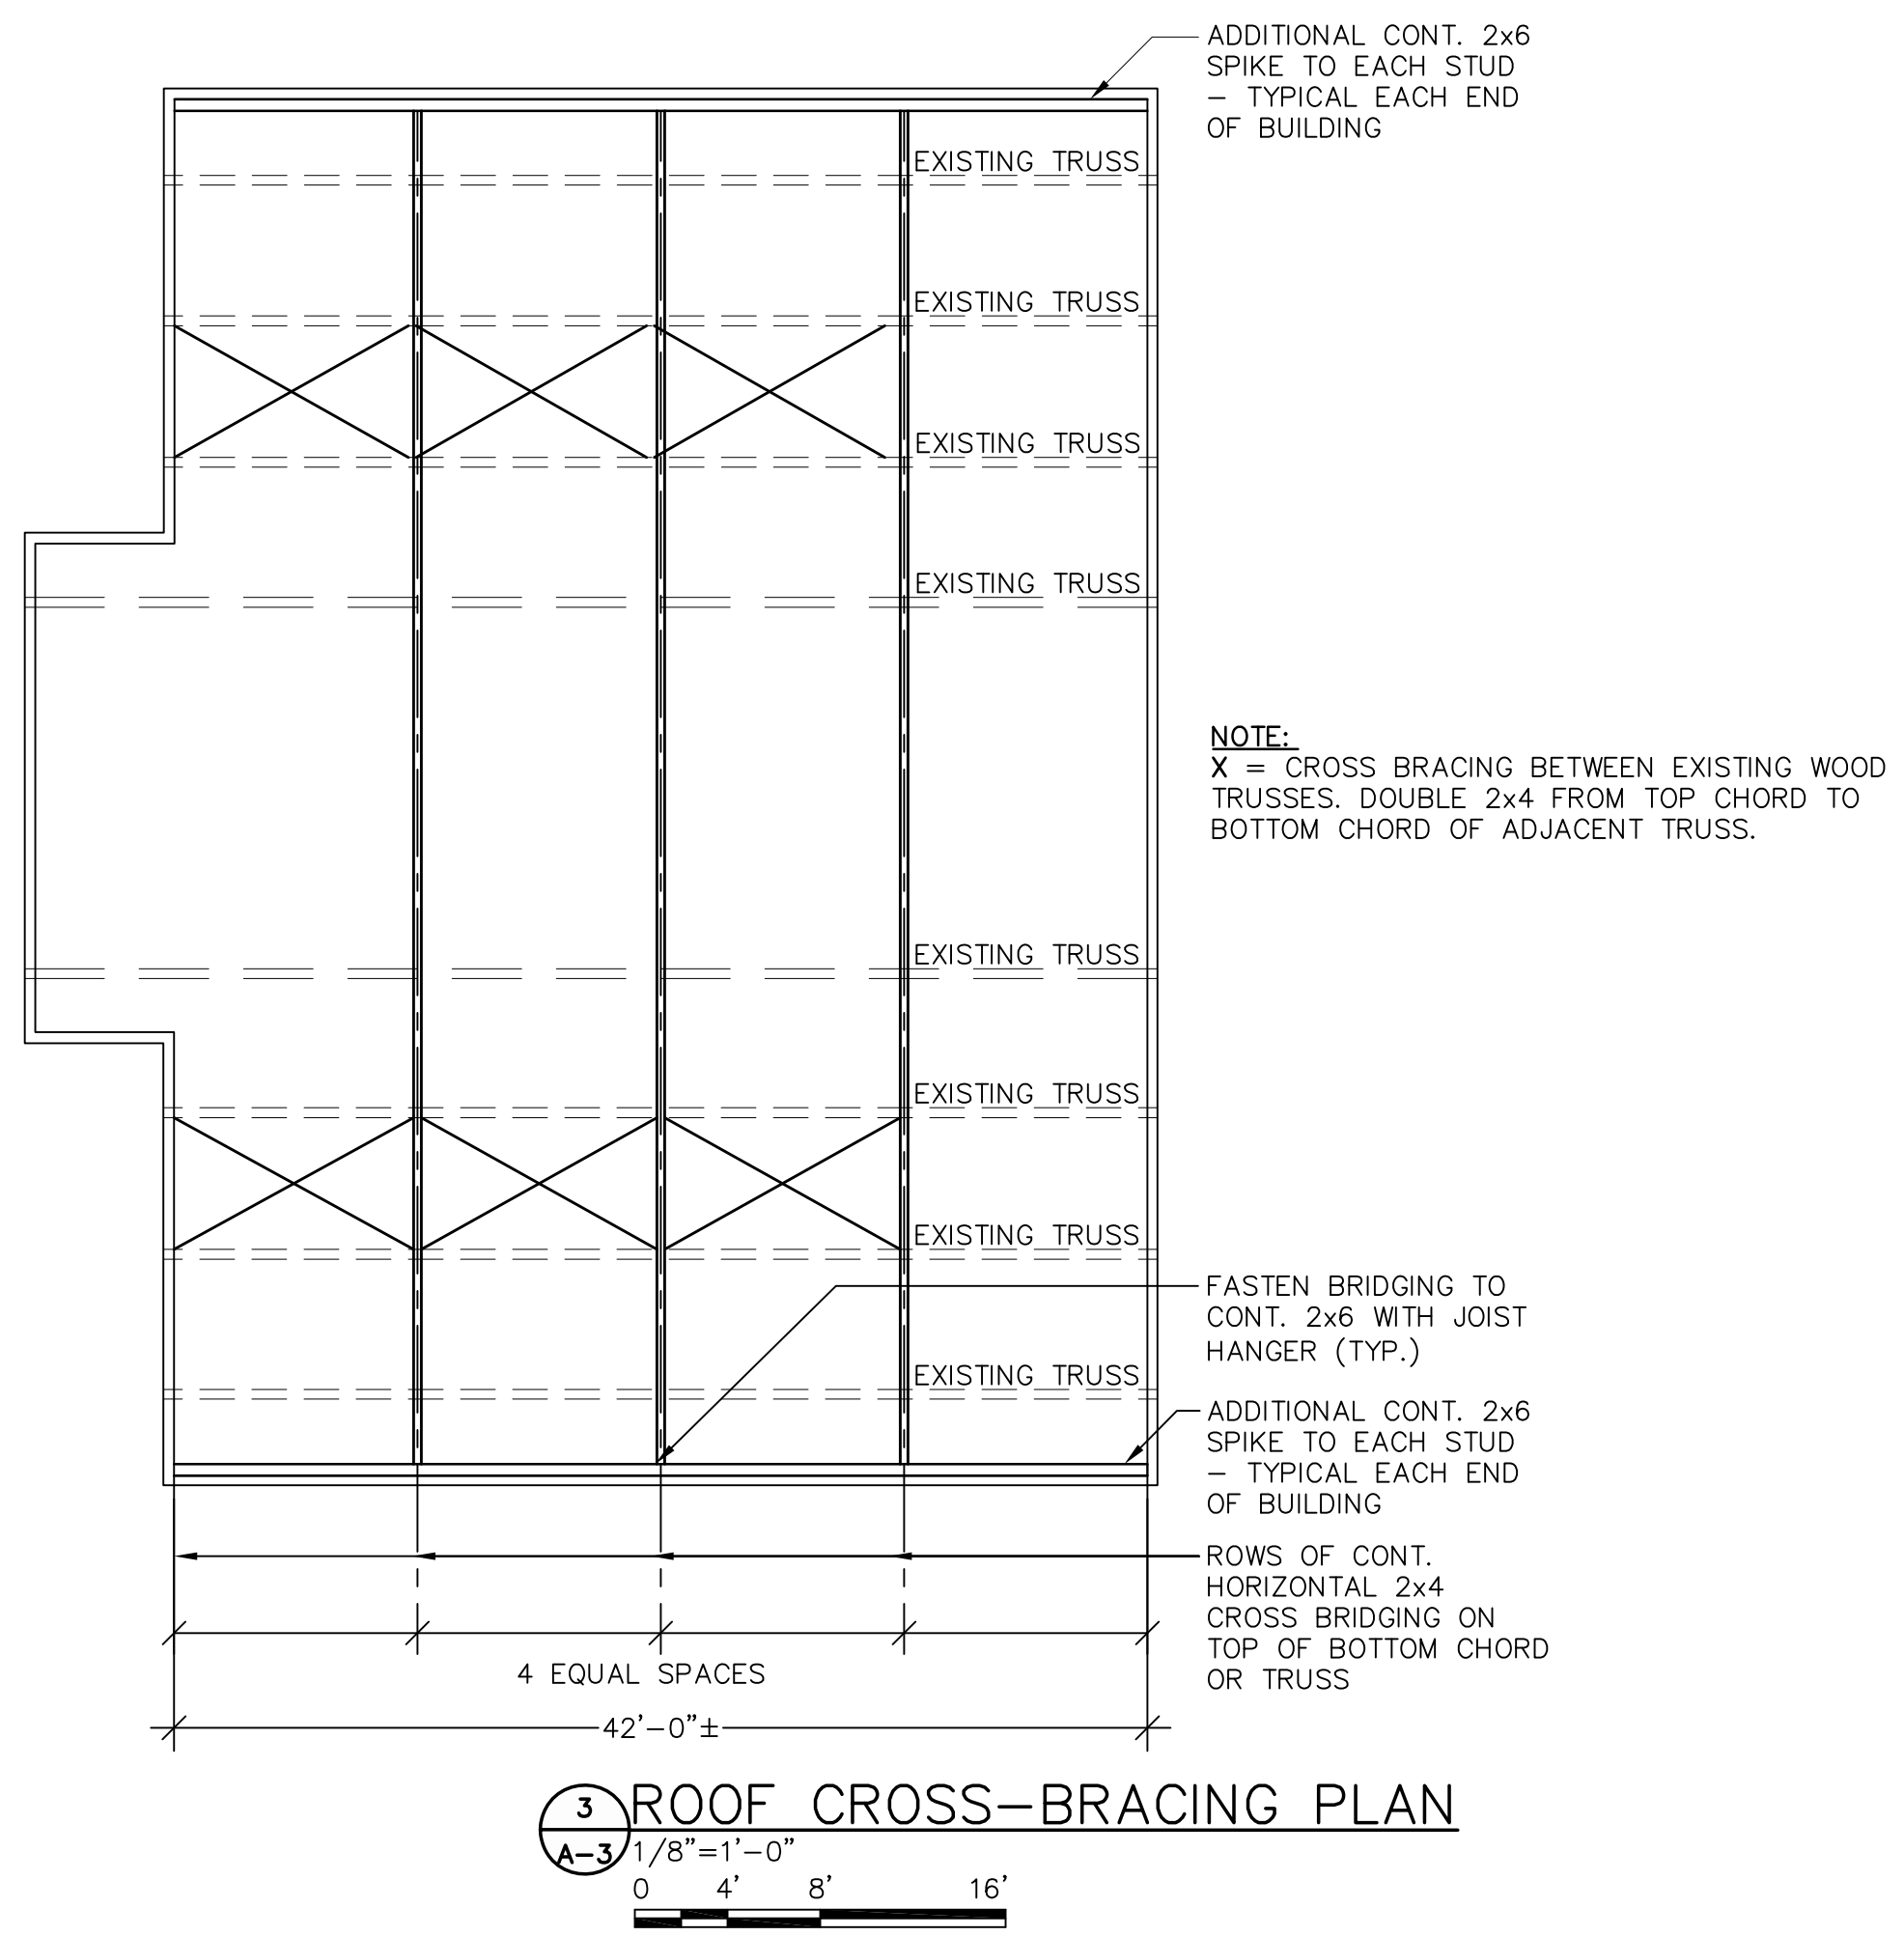 ADDITIONAL CONT. 2x6
SPIKE TO EACH STUD
– TYPICAL EACH END
OF BUILDING
EXISTING TRUSS
EXISTING TRUSS
EXISTING TRUSS
EXISTING TRUSS
NOTE:
X = CROSS BRACING BETWEEN EXISTING WOOD
TRUSSES. DOUBLE 2x4 FROM TOP CHORD TO
BOTTOM CHORD OF ADJACENT TRUSS.
EXISTING TRUSS
EXISTING TRUSS
EXISTING TRUSS
FASTEN BRIDGING TO
CONT. 2x6 WITH JOIST
HANGER (TYP.)
EXISTING TRUSS
ADDITIONAL CONT. 2x6
SPIKE TO EACH STUD
– TYPICAL EACH END
OF BUILDING
ROWS OF CONT.
HORIZONTAL 2x4
CROSS BRIDGING ON
TOP OF BOTTOM CHORD
OR TRUSS
4 EQUAL SPACES
42'–0"±
3
A–3
ROOF CROSS–BRACING PLAN
1/8"=1'–0"
0 4' 8' 16'